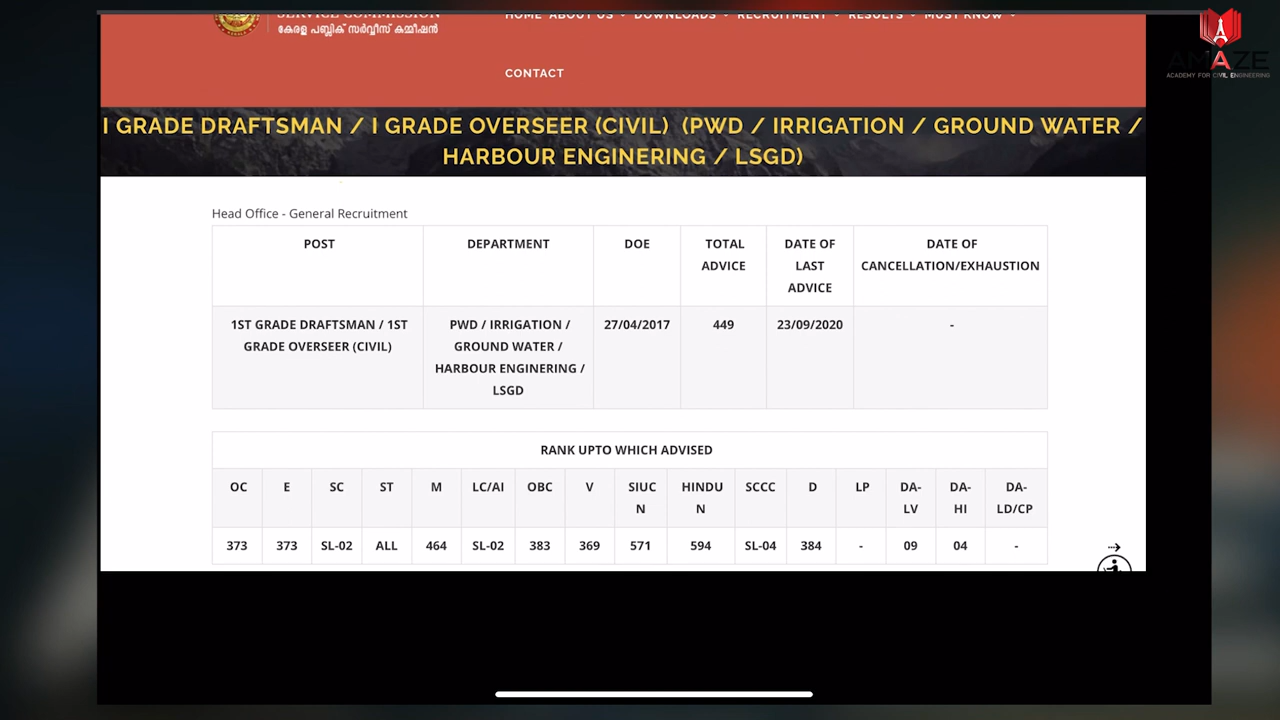 SERVICE COMMISSION
കേരള പബ്ലിക് സർവ്വീസ് കമ്മീഷൻ
HOME ABOUT US DOWNLOADS RECRUITMENT RESULTS MUST KNOW
CONTACT
AMAZE
ACADEMY FOR CIVIL ENGINEERING
I GRADE DRAFTSMAN / I GRADE OVERSEER (CIVIL) (PWD / IRRIGATION / GROUND WATER /
HARBOUR ENGINERING / LSGD)
Head Office - General Recruitment
POST DEPARTMENT DOE TOTAL ADVICE DATE OF LAST ADVICE DATE OF CANCELLATION/EXHAUSTION
1ST GRADE DRAFTSMAN / 1ST GRADE OVERSEER (CIVIL) PWD / IRRIGATION / GROUND WATER / HARBOUR ENGINERING / LSGD 27/04/2017 449 23/09/2020 -
RANK UPTO WHICH ADVISED
OC E SC ST M LC/AI OBC V SIUC N HINDU N SCCC D LP DA-LV DA-HI DA-LD/CP
373 373 SL-02 ALL 464 SL-02 383 369 571 594 SL-04 384 - 09 04 -